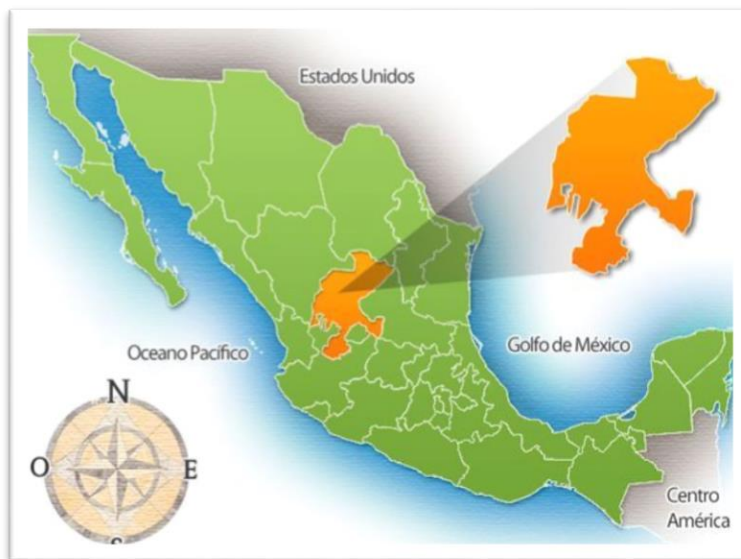 Estados Unidos
Golfo de México
Oceano Pacífico
N
O
E
S
Centro
América